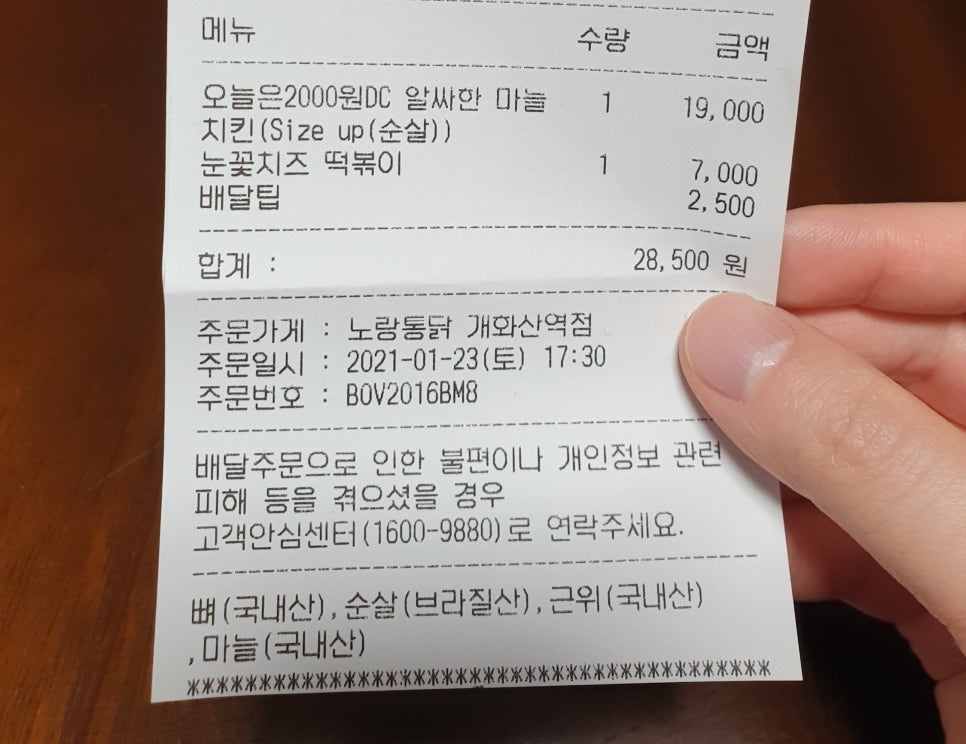 메뉴 수량 금액
오늘은2000원DC 알싸한 마늘 1 19,000
치킨(Size up(순살))
눈꽃치즈 떡볶이 1 7,000
배달팁 2,500
합계 : 28,500 원
주문가게 : 노랑통닭 개화산역점
주문일시 : 2021-01-23(토) 17:30
주문번호 : B0V2016BM8
배달주문으로 인한 불편이나 개인정보 관련
피해 등을 겪으셨을 경우
고객안심센터(1600-9880)로 연락주세요.
뼈(국내산),순살(브라질산),근위(국내산)
,마늘(국내산)